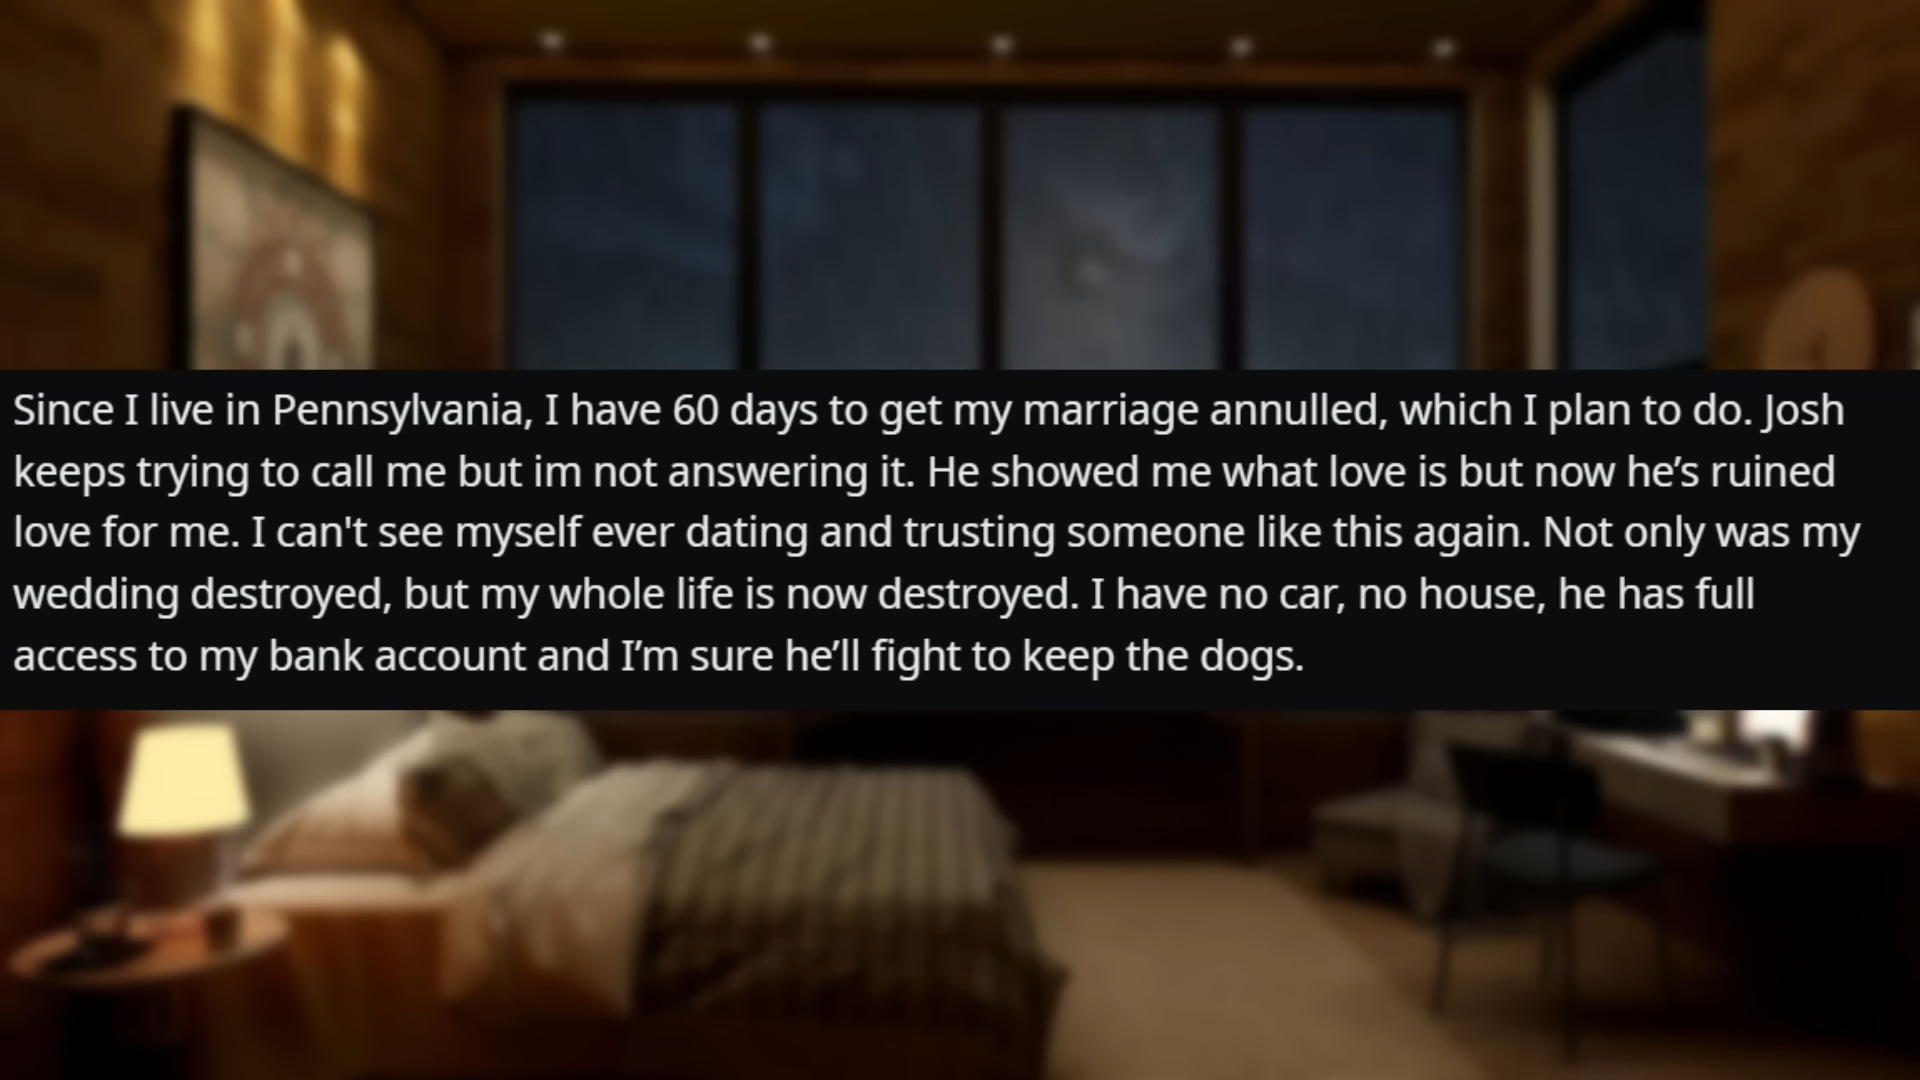 Since I live in Pennsylvania, I have 60 days to get my marriage annulled, which I plan to do. Josh
keeps trying to call me but im not answering it. He showed me what love is but now he’s ruined
love for me. I can't see myself ever dating and trusting someone like this again. Not only was my
wedding destroyed, but my whole life is now destroyed. I have no car, no house, he has full
access to my bank account and I’m sure he’ll fight to keep the dogs.